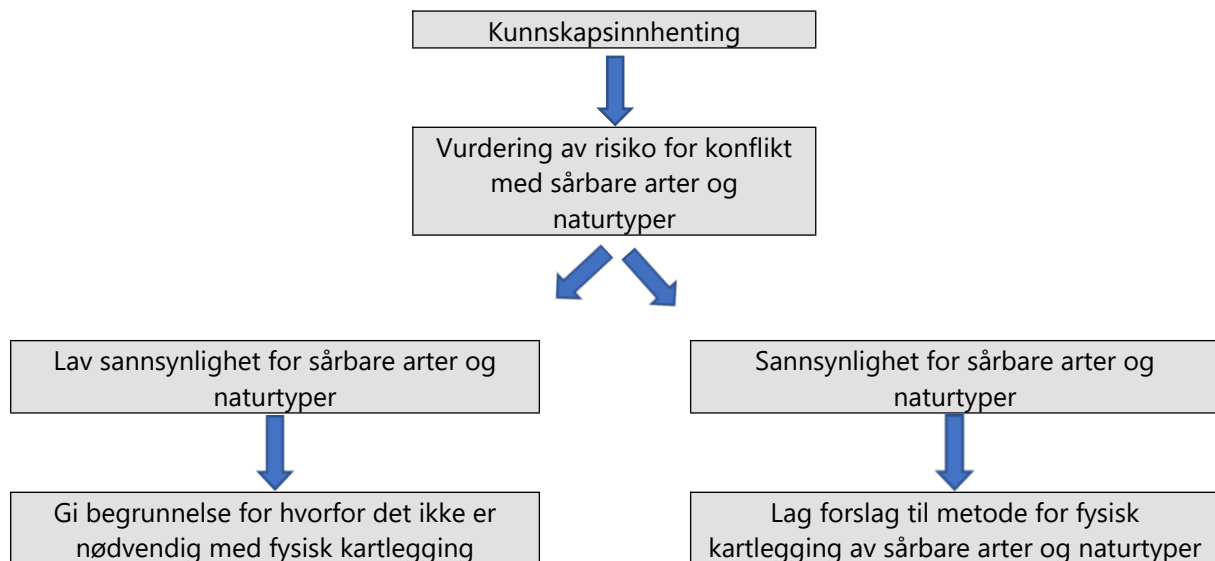 Kunnskapsinnhenting
Vurdering av risiko for konflikt
med sårbare arter og
naturtyper
Lav sannsynlighet for sårbare arter og
naturtyper
Sannsynlighet for sårbare arter og
naturtyper
Gi begrunnelse for hvorfor det ikke er
nødvendig med fysisk kartlegging
Lag forslag til metode for fysisk
kartlegging av sårbare arter og naturtyper